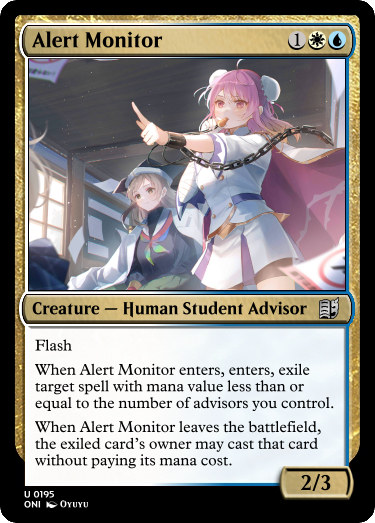 Alert Monitor 1
Creature — Human Student Advisor
Flash
When Alert Monitor enters, enters, exile
target spell with mana value less than or
equal to the number of advisors you control.
When Alert Monitor leaves the battlefield,
the exiled card's owner may cast that card
without paying its mana cost.
2/3
U 0195
ONI Oyuyu